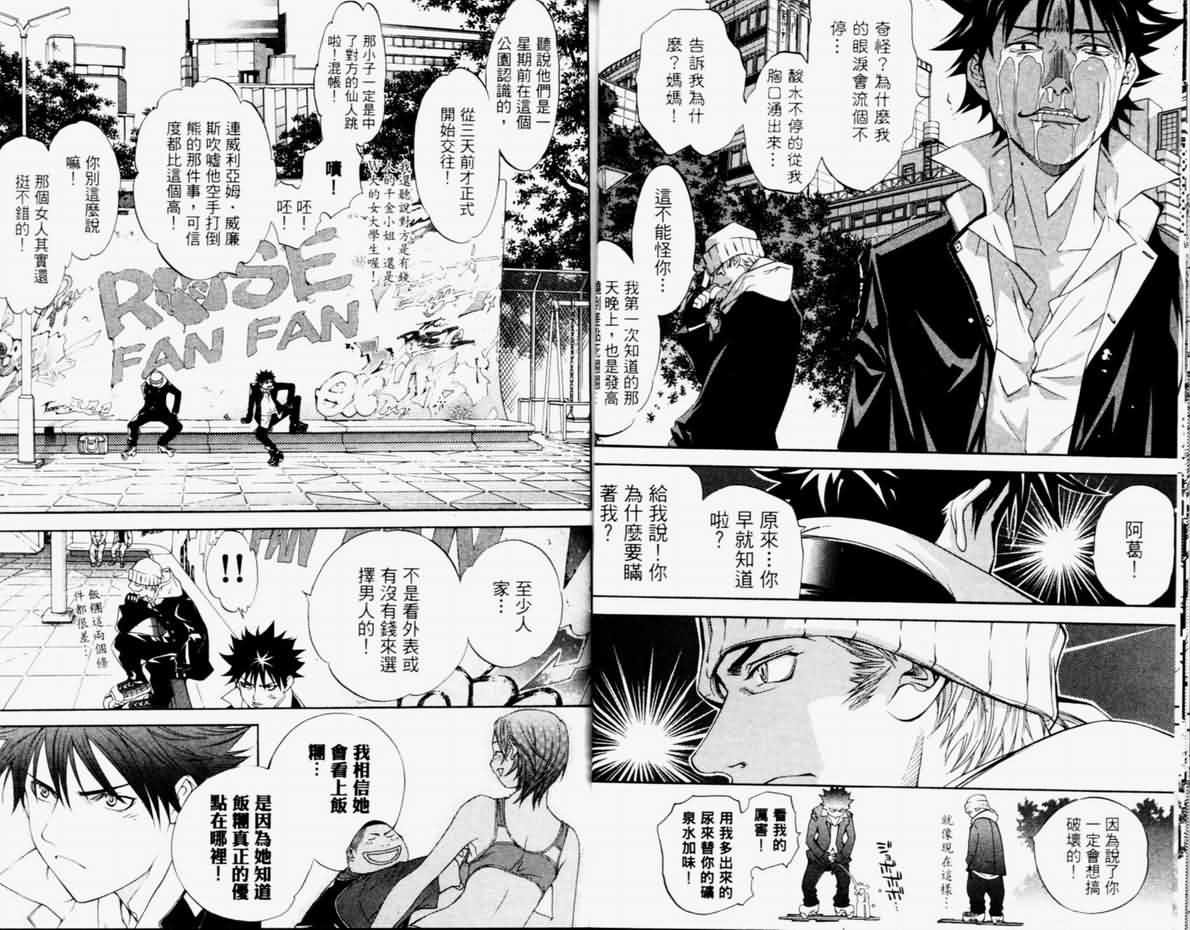 奇怪?為什麼我
的眼淚會流個不
停…
酸水不停的從我
胸口湧出來…
告訴我為什
麼?媽媽!
這不能怪你…
我第一次知道的那
天晚上,也是發高
阿葛!
原來…你
早就知道
啦?
給我說!你
為什麼要瞞
著我?
因為說了你
一定會想搞
破壞的!
就像現在這樣…
看我的
厲害!
用我多出來的
尿來替你的礦
泉水加味!
聽說他們是一
星期前在這個
公園認識的,
從三天前才正式
開始交往!
那小子一定是中
了對方的仙人跳
啦!混帳!
嘖!
還聽說對方是有錢
的千金小姐,還是
女大學生喔!
呸!
呸!
連威利亞姆・威廉
斯吹噓他空手打倒
熊的那件事,可信
度都比這個高!
你別這麼說
嘛!
那個女人其實還
挺不錯的!
ROSE
FAN FAN
至少人
家…
不是看外表或
有沒有錢來選
擇男人的!
!!
飯糰這兩個條
件都很差…
FAN
我相信她
會看上飯
糰…
是因為她知道
飯糰真正的優
點在哪裡!